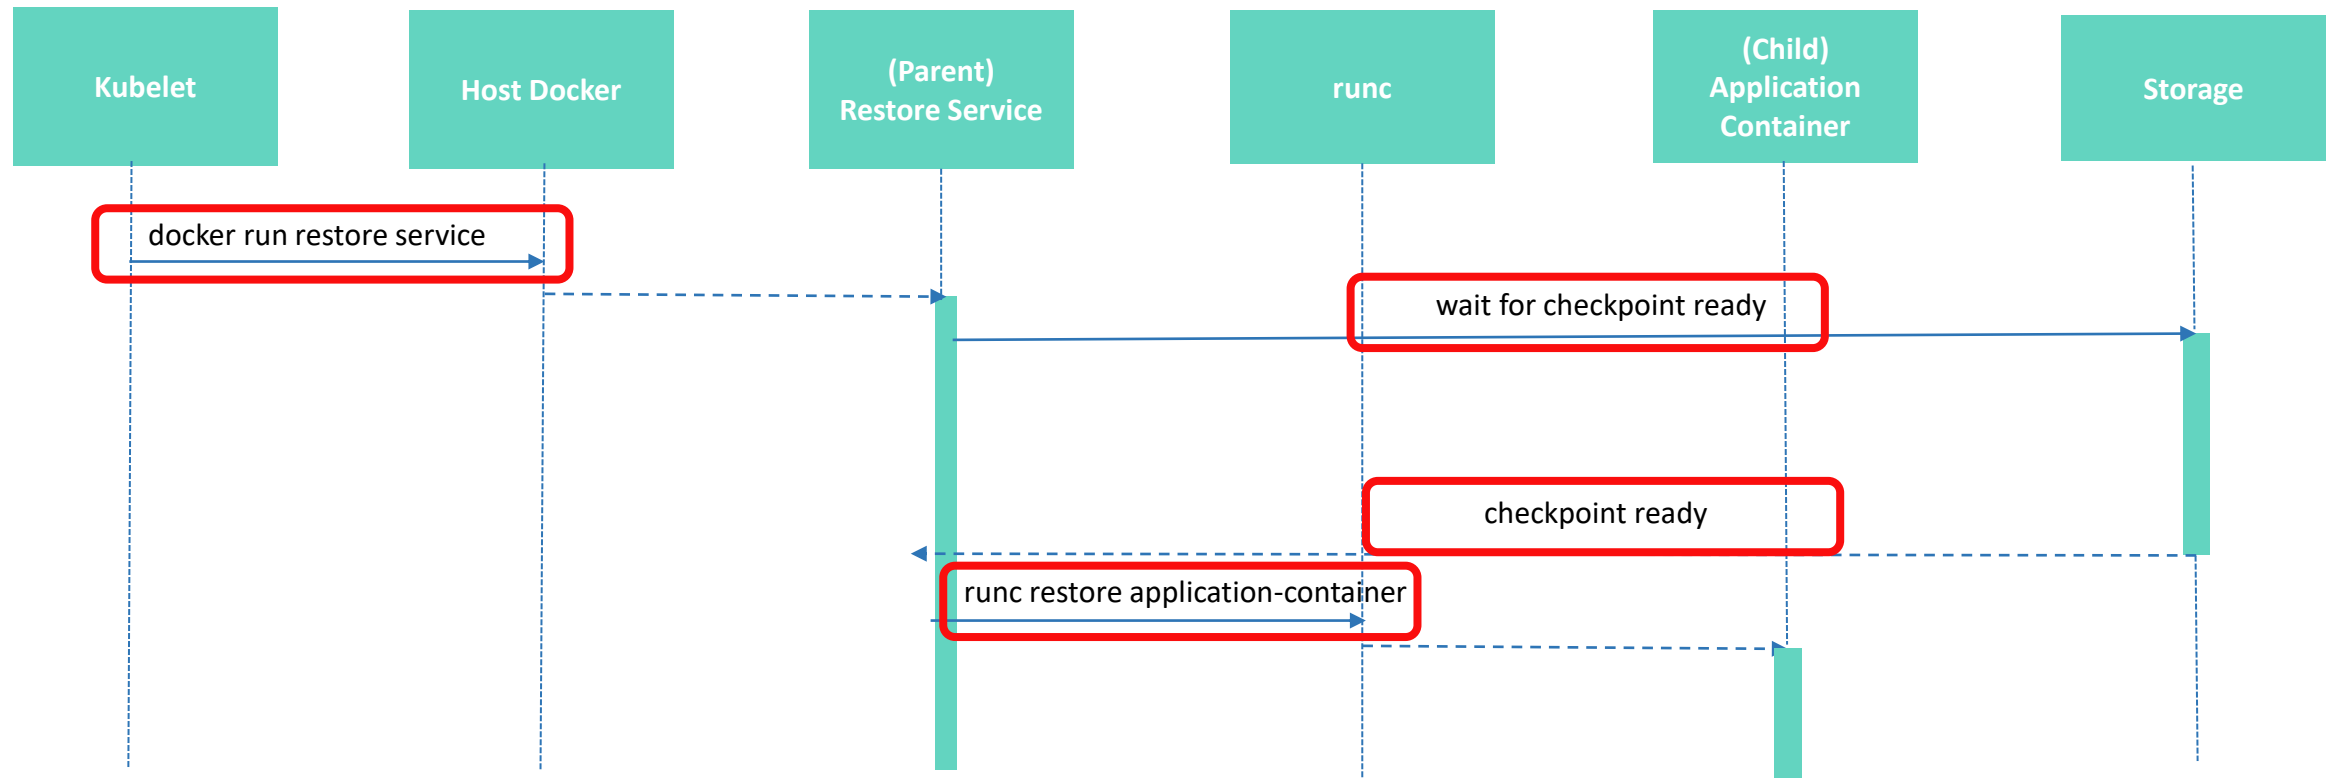 Kubelet
Host Docker
(Parent)
Restore Service
runc
(Child)
Application
Container
Storage
docker run restore service
wait for checkpoint ready
checkpoint ready
runc restore application-container